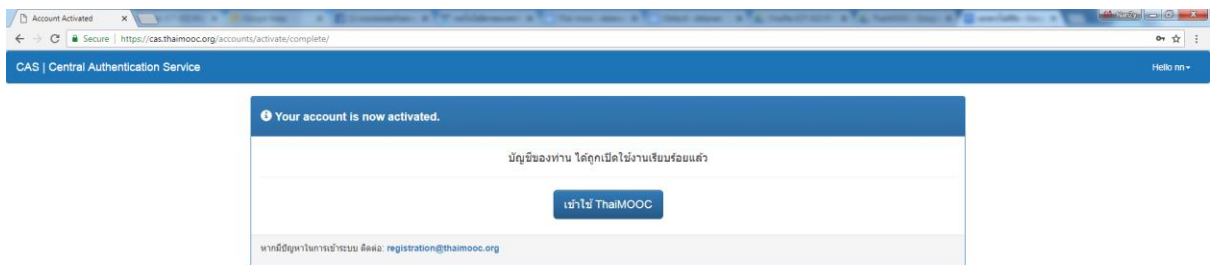 Account Activated
Secure | https://cas.thaimooc.org/accounts/activate/complete/
CAS | Central Authentication Service
Hello nn
Your account is now activated.
บัญชีของท่าน ได้ถูกเปิดใช้งานเรียบร้อยแล้ว
เข้าใช้ ThaiMOOC
หากมีปัญหาในการเข้าระบบ ติดต่อ: registration@thaimooc.org